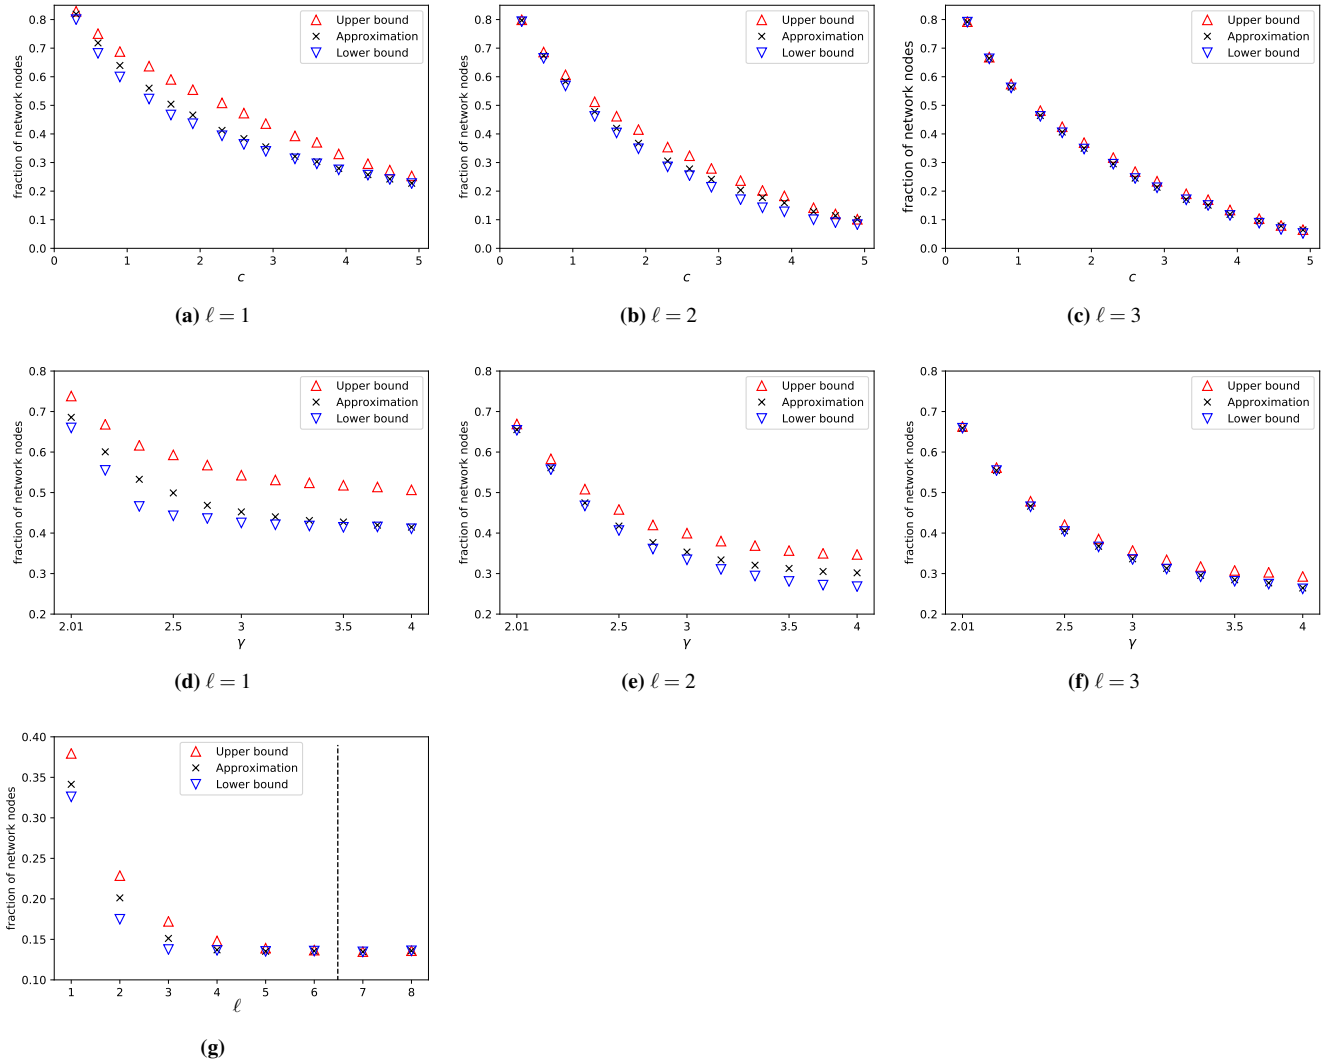 fraction of network nodes
0.8
0.7
0.6
0.5
0.4
0.3
0.2
0.1
0.0
0 1 2 3 4 5
c
Upper bound
Approximation
Lower bound
(a) ℓ = 1
fraction of network nodes
0.8
0.7
0.6
0.5
0.4
0.3
0.2
0.1
0.0
0 1 2 3 4 5
c
Upper bound
Approximation
Lower bound
(b) ℓ = 2
fraction of network nodes
0.8
0.7
0.6
0.5
0.4
0.3
0.2
0.1
0.0
0 1 2 3 4 5
c
Upper bound
Approximation
Lower bound
(c) ℓ = 3
fraction of network nodes
0.8
0.7
0.6
0.5
0.4
0.3
0.2
2.01 2.5 3 3.5 4
γ
Upper bound
Approximation
Lower bound
(d) ℓ = 1
fraction of network nodes
0.8
0.7
0.6
0.5
0.4
0.3
0.2
2.01 2.5 3 3.5 4
γ
Upper bound
Approximation
Lower bound
(e) ℓ = 2
fraction of network nodes
0.8
0.7
0.6
0.5
0.4
0.3
0.2
2.01 2.5 3 3.5 4
γ
Upper bound
Approximation
Lower bound
(f) ℓ = 3
fraction of network nodes
0.40
0.35
0.30
0.25
0.20
0.15
0.10
1 2 3 4 5 6 7 8
ℓ
Upper bound
Approximation
Lower bound
(g)